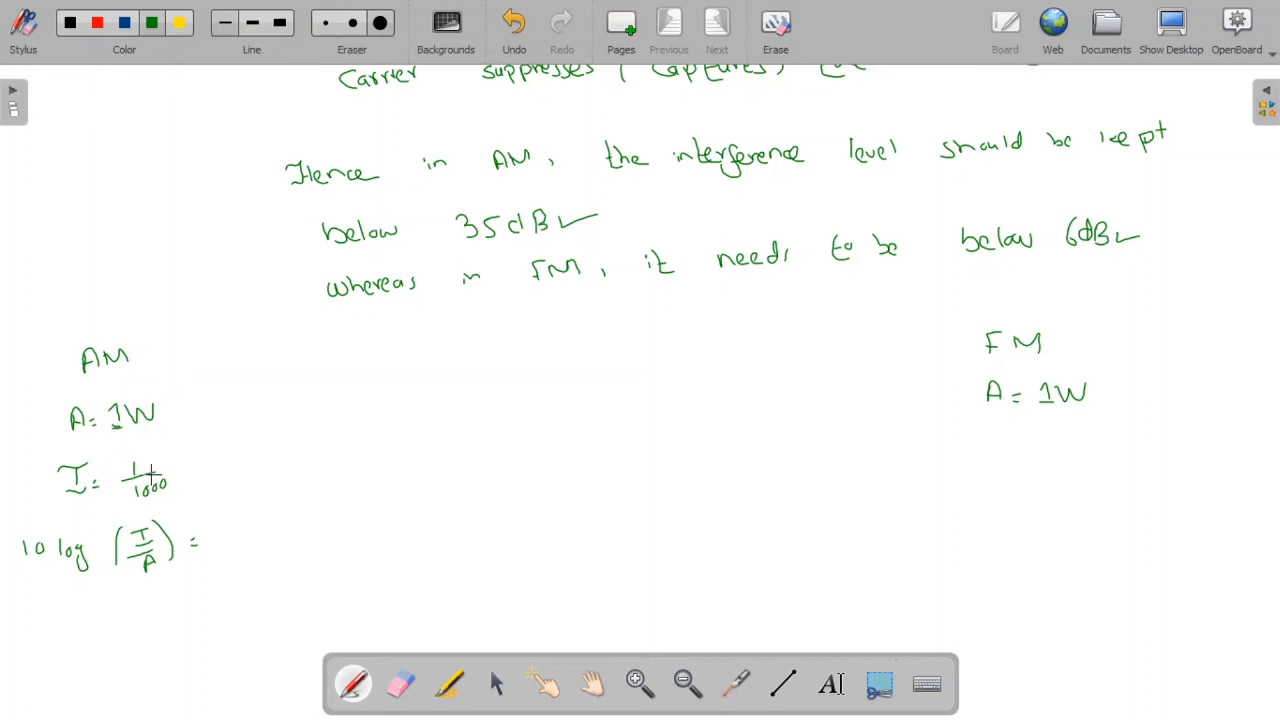 Stylus Color Line Eraser Backgrounds Undo Redo Pages Previous Next Erase Board Web Documents Show Desktop OpenBoard
Carrier suppresses (captures)
Hence in AM, the interference level should be kept
below 35dB
whereas in FM, it needs to be below 6dB
AM
A = 1W
I = 1/1000
10 log (I/A) =
FM
A = 1W